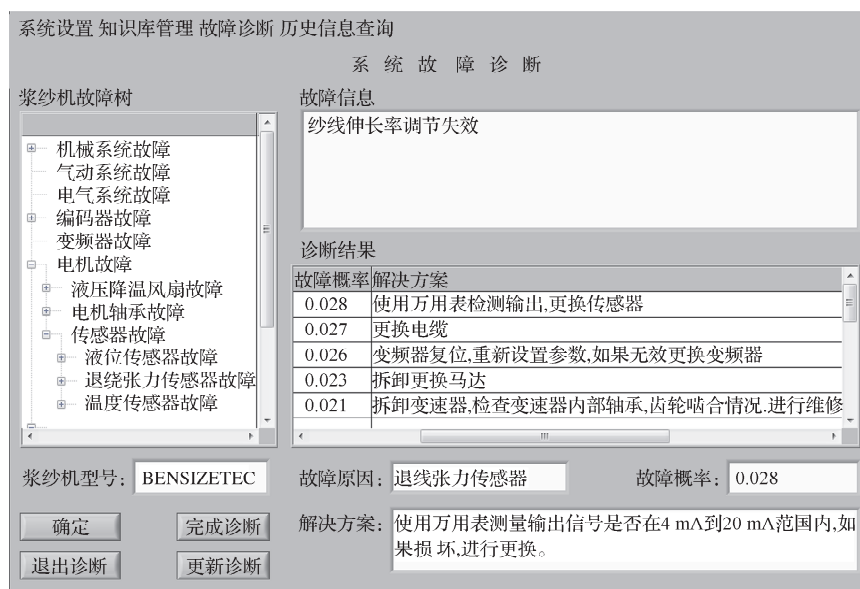 系统设置 知识库管理 故障诊断 历史信息查询
系统故障诊断
浆纱机故障树
机械系统故障
气动系统故障
电气系统故障
编码器故障
变频器故障
电机故障
液压降温风扇故障
电机轴承故障
传感器故障
液位传感器故障
退绕张力传感器故障
温度传感器故障
故障信息
纱线伸长率调节失效
诊断结果
故障概率 解决方案
0.028 使用万用表检测输出,更换传感器
0.027 更换电缆
0.026 变频器复位,重新设置参数,如果无效更换变频器
0.023 拆卸更换马达
0.021 拆卸变速器,检查变速器内部轴承,齿轮啮合情况.进行维修
浆纱机型号: BENSIZETEC
故障原因: 退线张力传感器
故障概率: 0.028
确定 完成诊断
退出诊断 更新诊断
解决方案: 使用万用表测量输出信号是否在4 mA到20 mA范围内,如
果损 坏,进行更换。